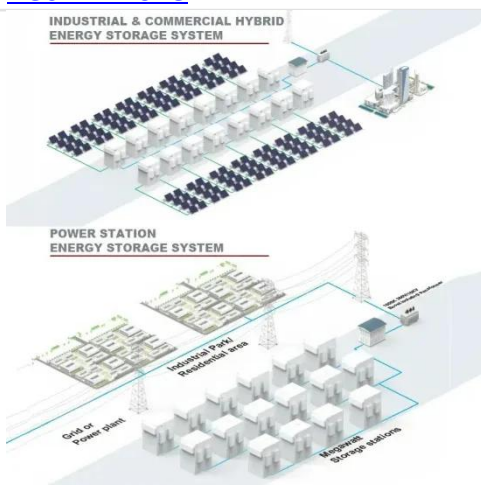 INDUSTRIAL & COMMERCIAL HYBRID
ENERGY STORAGE SYSTEM
POWER STATION
ENERGY STORAGE SYSTEM
Industrial Park/
Residential area
Grid or
Power plant
Megawatt
Storage stations